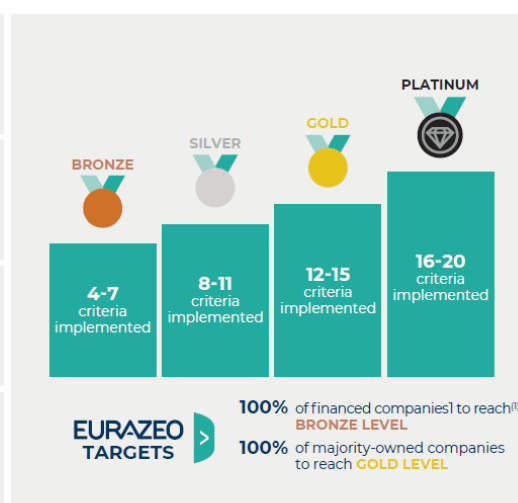 PLATINUM
GOLD
SILVER
BRONZE
16-20
criteria
implemented
12-15
criteria
implemented
8-11
criteria
implemented
4-7
criteria
implemented
EURAZEO
TARGETS
100% of financed companies1 to reach(1)
BRONZE LEVEL
100% of majority-owned companies
to reach GOLD LEVEL